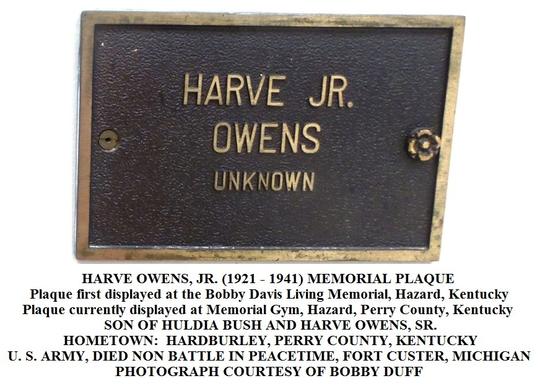 HARVE JR.
OWENS
UNKNOWN
HARVE OWENS, JR. (1921 - 1941) MEMORIAL PLAQUE
Plaque first displayed at the Bobby Davis Living Memorial, Hazard, Kentucky
Plaque currently displayed at Memorial Gym, Hazard, Perry County, Kentucky
SON OF HULDIA BUSH AND HARVE OWENS, SR.
HOMETOWN: HARDBURLEY, PERRY COUNTY, KENTUCKY
U. S. ARMY, DIED NON BATTLE IN PEACETIME, FORT CUSTER, MICHIGAN
PHOTOGRAPH COURTESY OF BOBBY DUFF